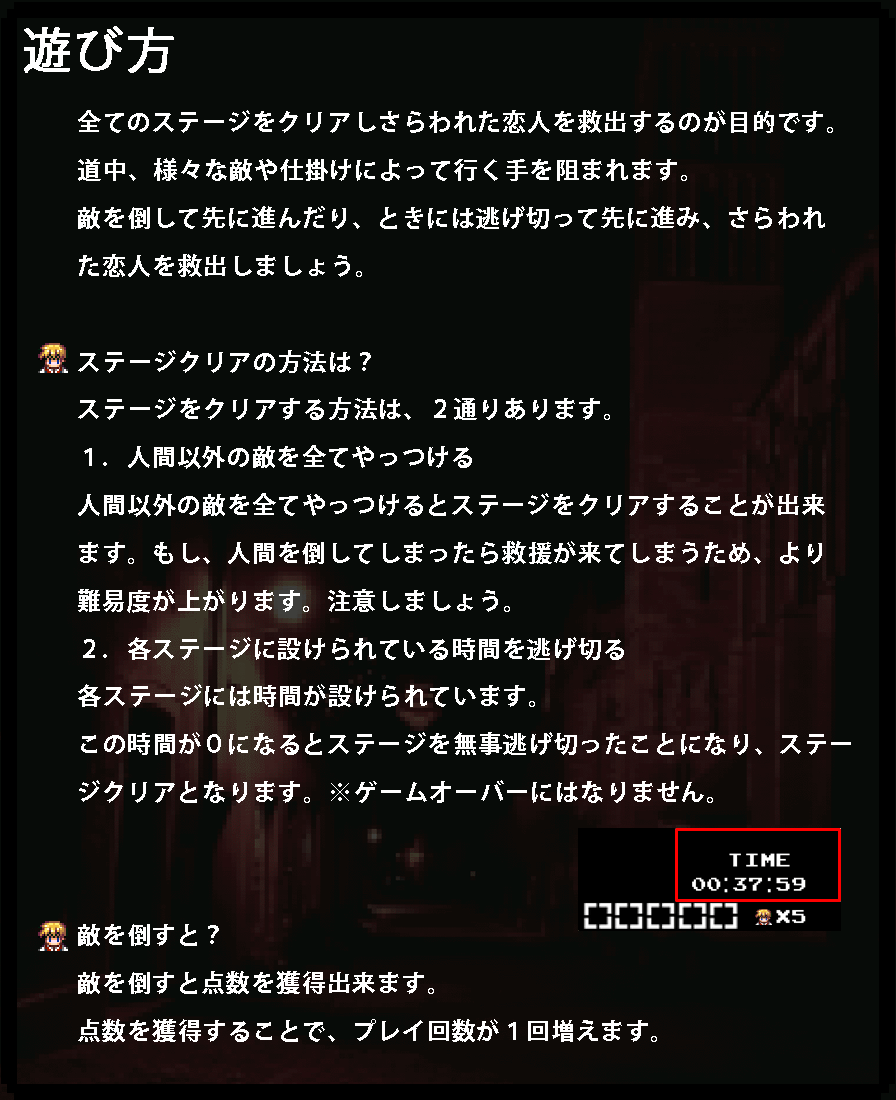 遊び方
全てのステージをクリアしさらわれた恋人を救出するのが目的です。
道中、様々な敵や仕掛けによって行く手を阻まれます。
敵を倒して先に進んだり、ときには逃げ切って先に進み、さらわれ
た恋人を救出しましょう。
ステージクリアの方法は？
ステージをクリアする方法は、２通りあります。
１．人間以外の敵を全てやっつける
人間以外の敵を全てやっつけるとステージをクリアすることが出来
ます。もし、人間を倒してしまったら救援が来てしまうため、より
難易度が上がります。注意しましょう。
２．各ステージに設けられている時間を逃げ切る
各ステージには時間が設けられています。
この時間が０になるとステージを無事逃げ切ったことになり、ステー
ジクリアとなります。※ゲームオーバーにはなりません。
TIME
00:37:59
×5
敵を倒すと？
敵を倒すと点数を獲得出来ます。
点数を獲得することで、プレイ回数が１回増えます。